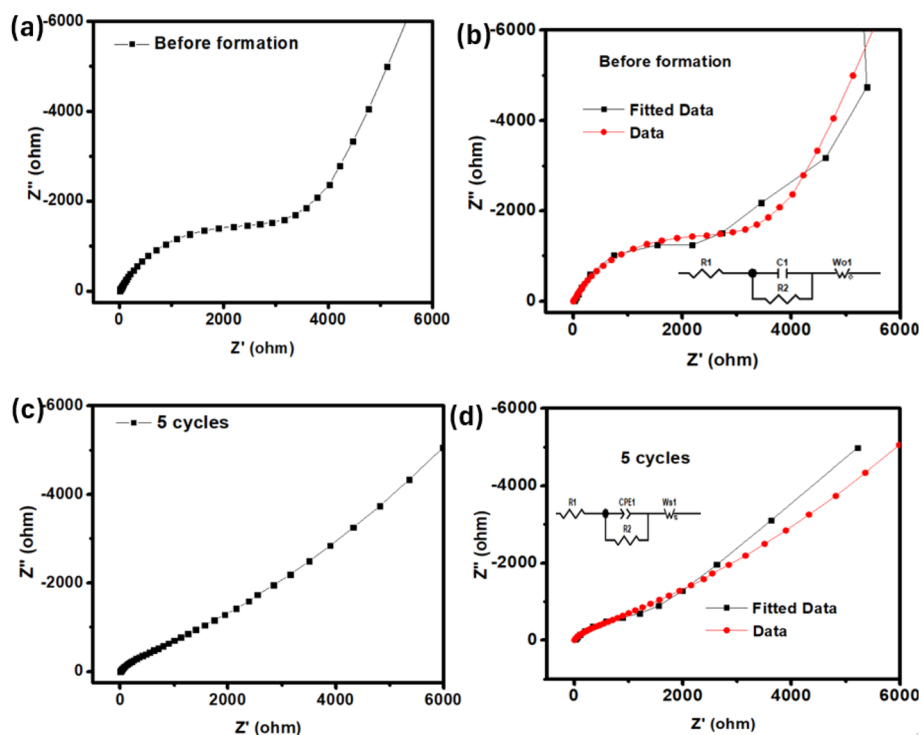 (a)
-6000
-4000
-2000
0
Z'' (ohm)
Before formation
0 2000 4000 6000
Z' (ohm)
(b)
-6000
-4000
-2000
0
Z'' (ohm)
Before formation
Fitted Data
Data
R1 C1 Wo1
R2
0 2000 4000 6000
Z' (ohm)
(c)
-6000
-4000
-2000
0
Z'' (ohm)
5 cycles
0 2000 4000 6000
Z' (ohm)
(d)
-6000
-4000
-2000
0
Z'' (ohm)
5 cycles
R1 CPE1 Ws1
R2
Fitted Data
Data
0 2000 4000 6000
Z' (ohm)